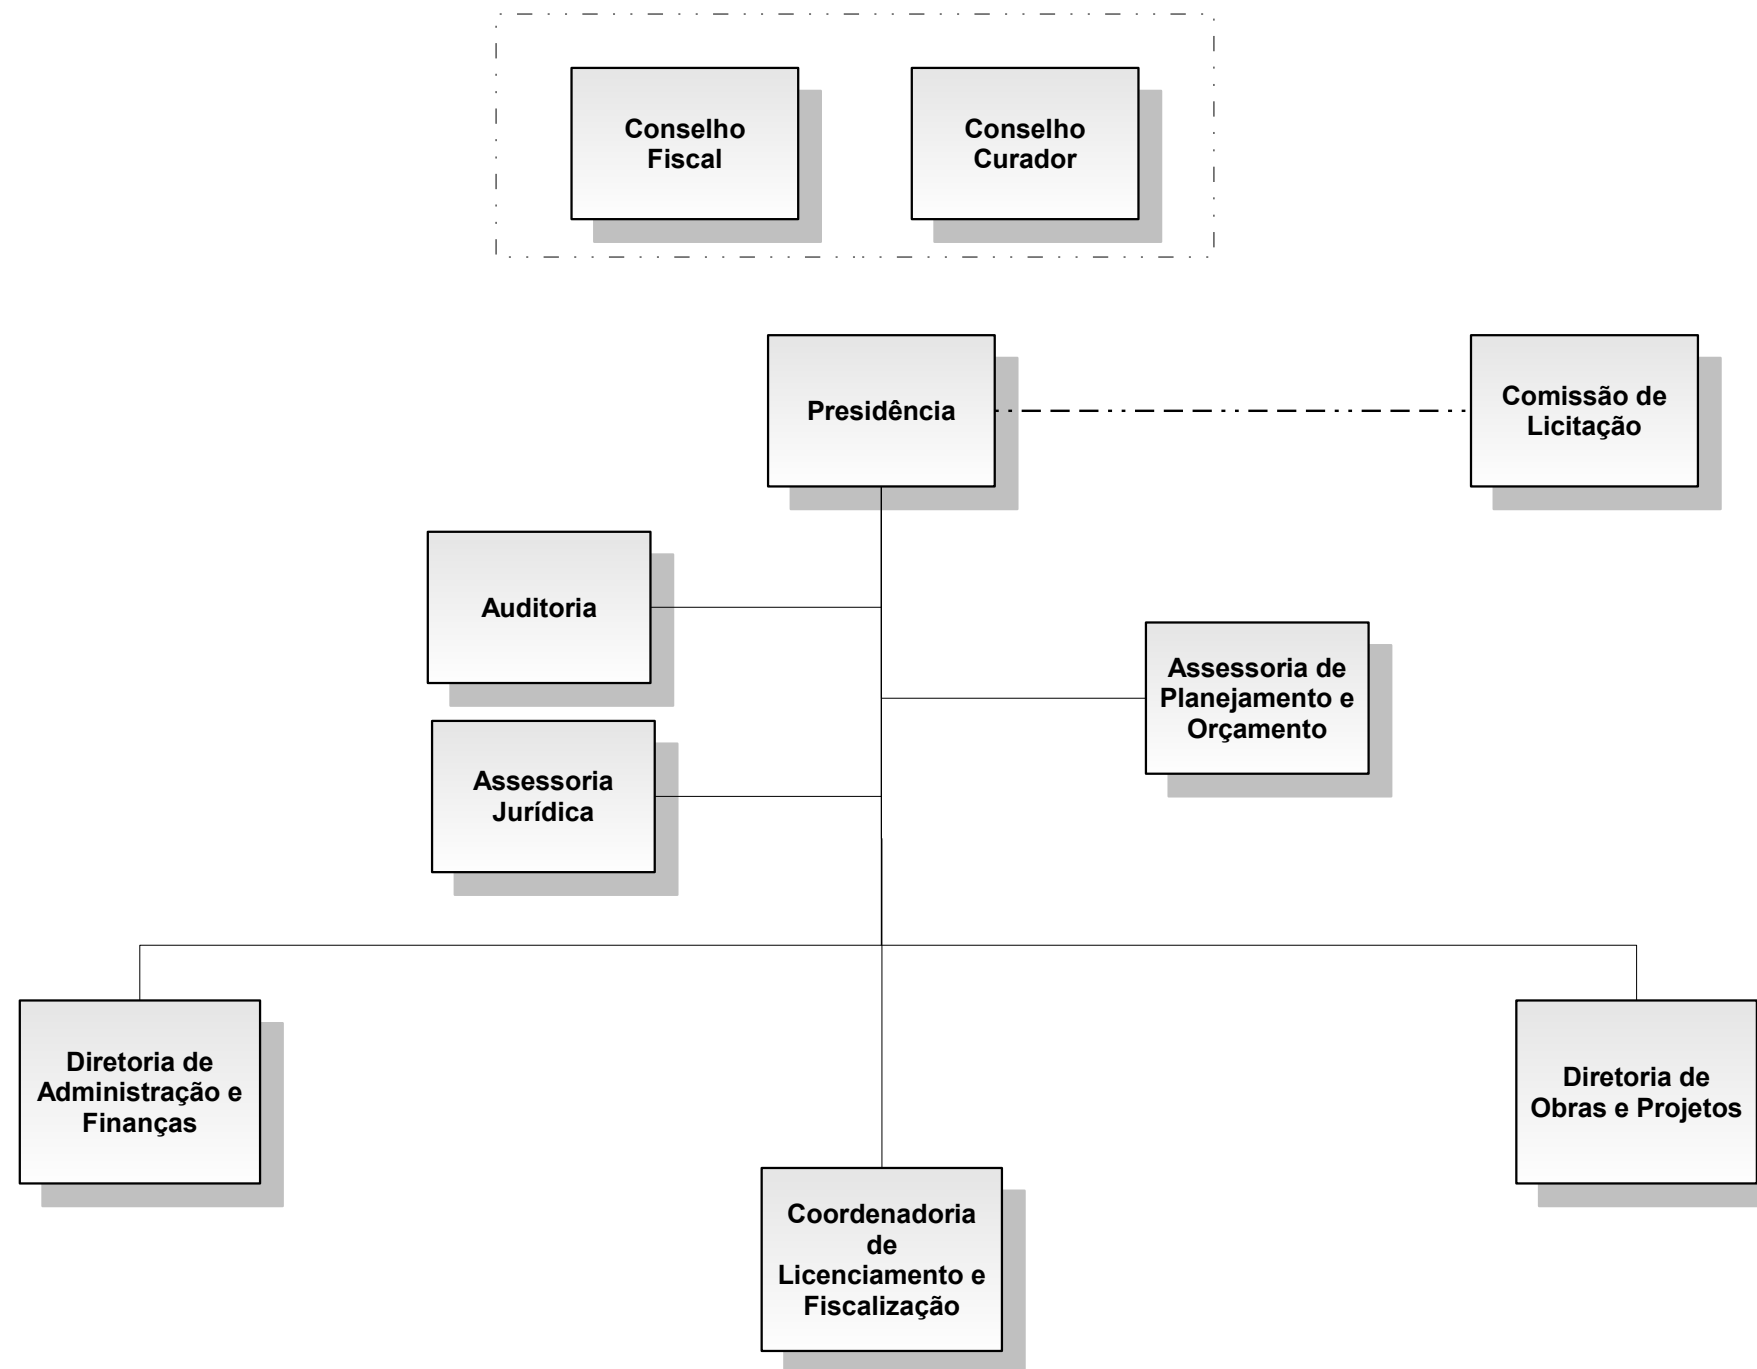 Conselho
Fiscal
Conselho
Curador
Presidência
Comissão de
Licitação
Auditoria
Assessoria de
Planejamento e
Orçamento
Assessoria
Jurídica
Diretoria de
Administração e
Finanças
Diretoria de
Obras e Projetos
Coordenadoria
de
Licenciamento e
Fiscalização